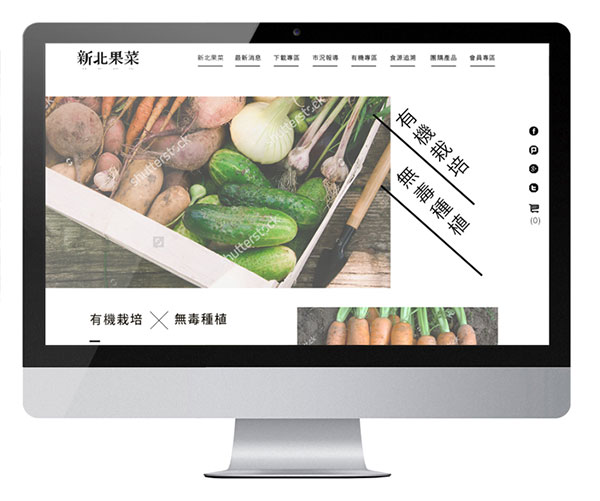 新北果菜
新北果菜 最新消息 下載專區 市況報導 有機專區 食源追溯 團購產品 會員專區
有機栽培
無毒種植
(0)
有機栽培 無毒種植
shutterstock
shutterstock